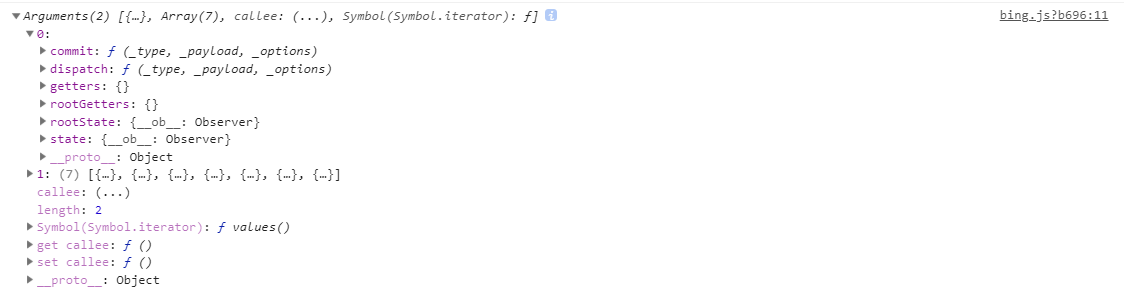 ▼Arguments(2) [{…}, Array(7), callee: (...), Symbol(Symbol.iterator): ƒ] i bing.js?b696:11
▼0:
▶commit: ƒ (_type, _payload, _options)
▶dispatch: ƒ (_type, _payload, _options)
▶getters: {}
▶rootGetters: {}
▶rootState: {__ob__: Observer}
▶state: {__ob__: Observer}
▶__proto__: Object
▶1: (7) [{…}, {…}, {…}, {…}, {…}, {…}, {…}]
callee: (...)
length: 2
▶Symbol(Symbol.iterator): ƒ values()
▶get callee: ƒ ()
▶set callee: ƒ ()
▶__proto__: Object